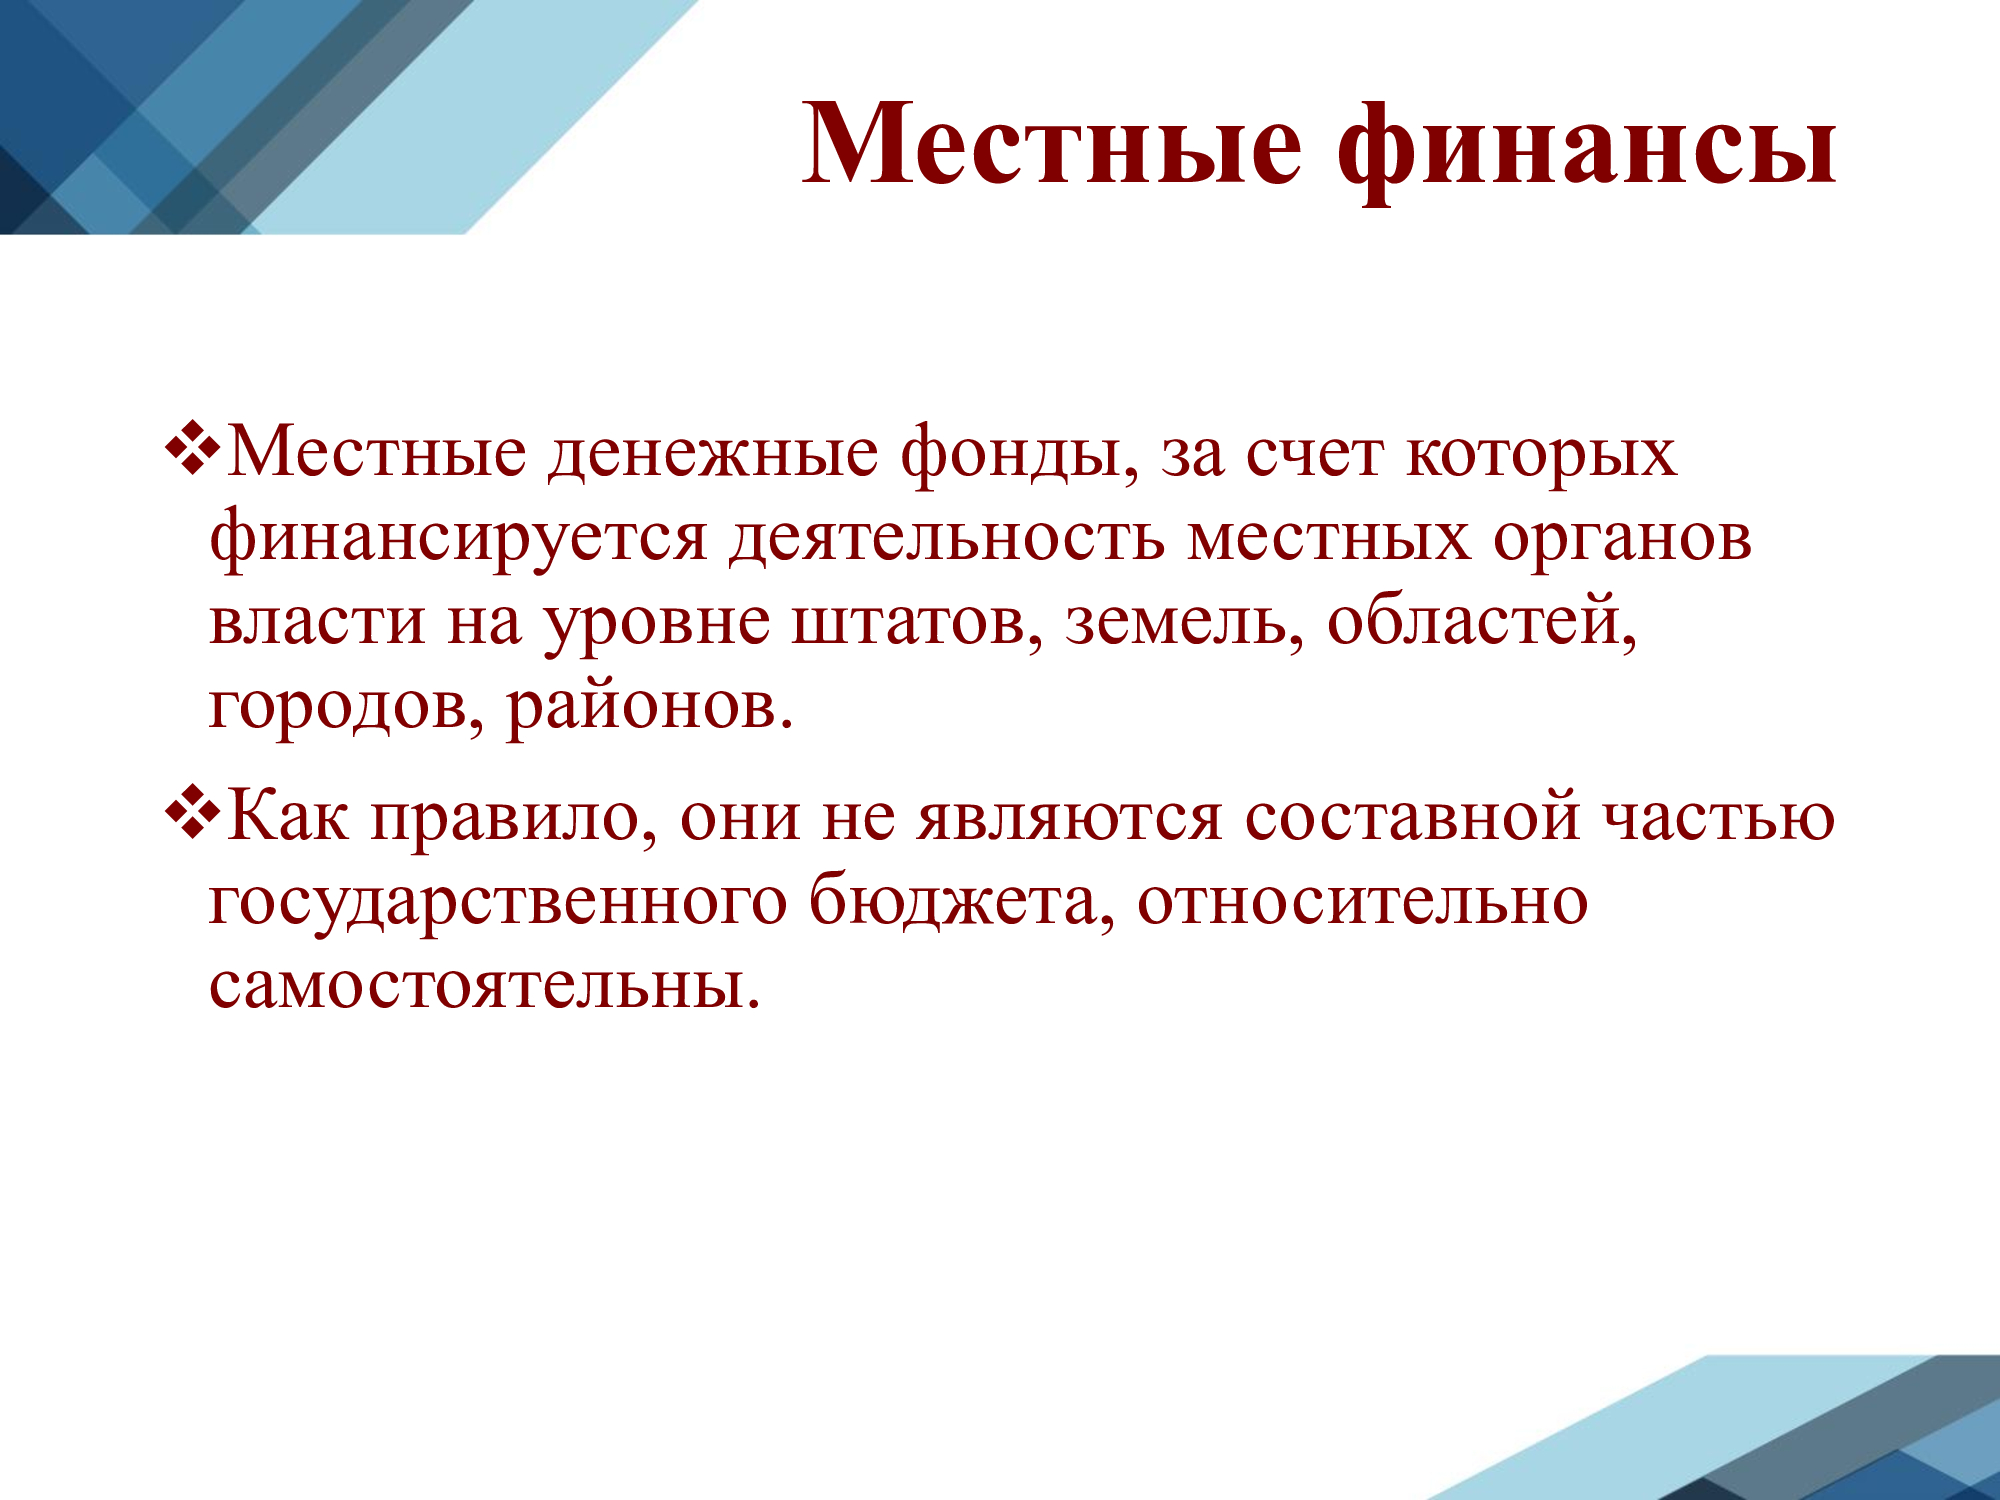 Местные финансы
❖Местные денежные фонды, за счет которых
финансируется деятельность местных органов
власти на уровне штатов, земель, областей,
городов, районов.
❖Как правило, они не являются составной частью
государственного бюджета, относительно
самостоятельны.